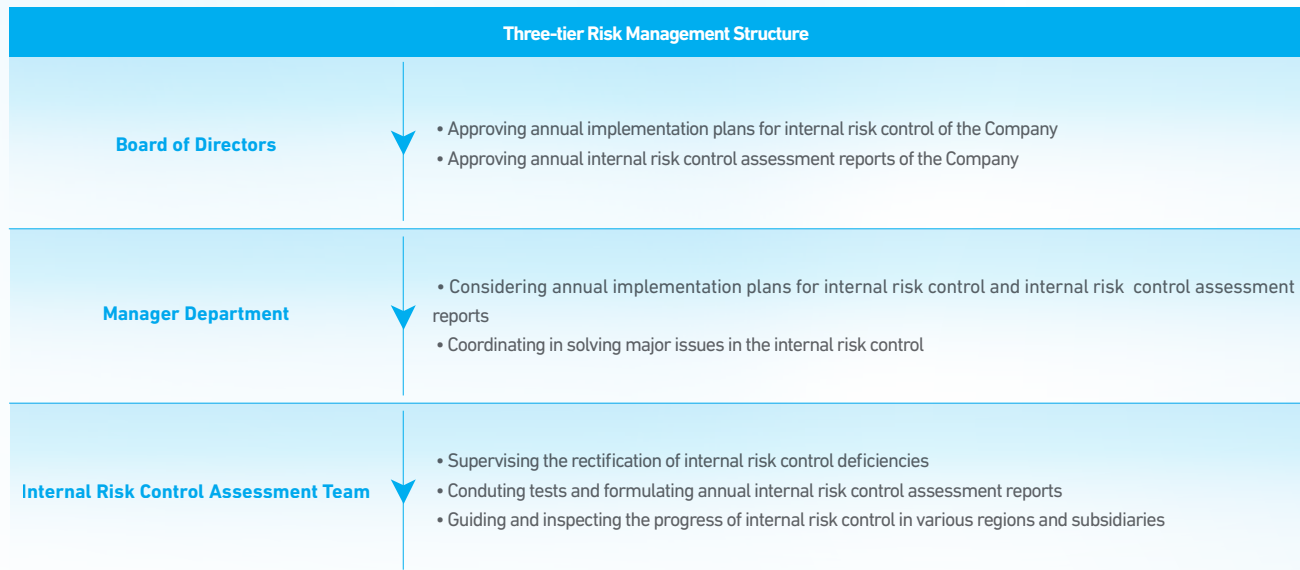 Three-tier Risk Management Structure
Board of Directors
• Approving annual implementation plans for internal risk control of the Company
• Approving annual internal risk control assessment reports of the Company
Manager Department
• Considering annual implementation plans for internal risk control and internal risk control assessment
reports
• Coordinating in solving major issues in the internal risk control
Internal Risk Control Assessment Team
• Supervising the rectification of internal risk control deficiencies
• Conduting tests and formulating annual internal risk control assessment reports
• Guiding and inspecting the progress of internal risk control in various regions and subsidiaries